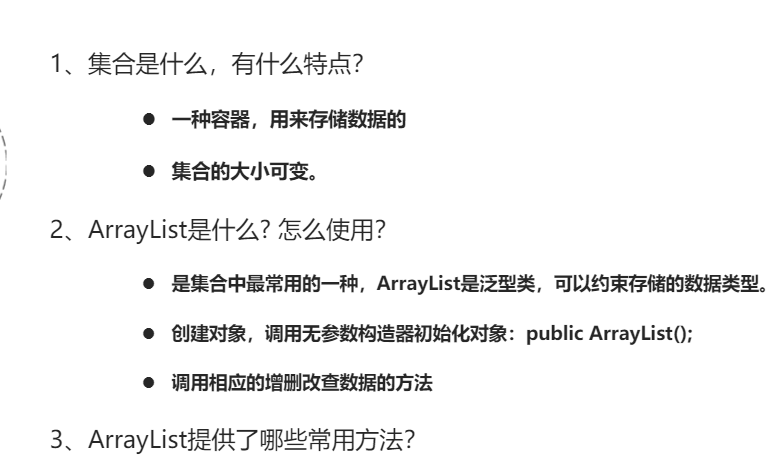 1、集合是什么，有什么特点？
● 一种容器，用来存储数据的
● 集合的大小可变。
2、ArrayList是什么? 怎么使用？
● 是集合中最常用的一种，ArrayList是泛型类，可以约束存储的数据类型。
● 创建对象，调用无参数构造器初始化对象：public ArrayList();
● 调用相应的增删改查数据的方法
3、ArrayList提供了哪些常用方法？